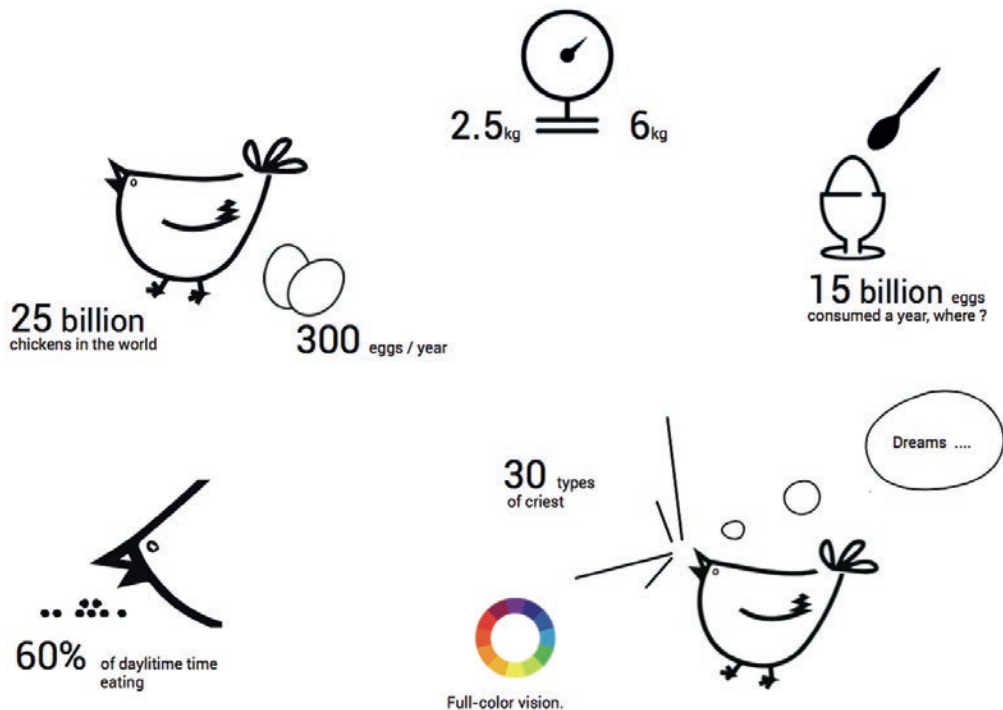 2.5kg 6kg
25 billion
chickens in the world
300 eggs / year
15 billion eggs
consumed a year, where ?
Dreams ....
30 types
of criest
60% of daylitime time
eating
Full-color vision.